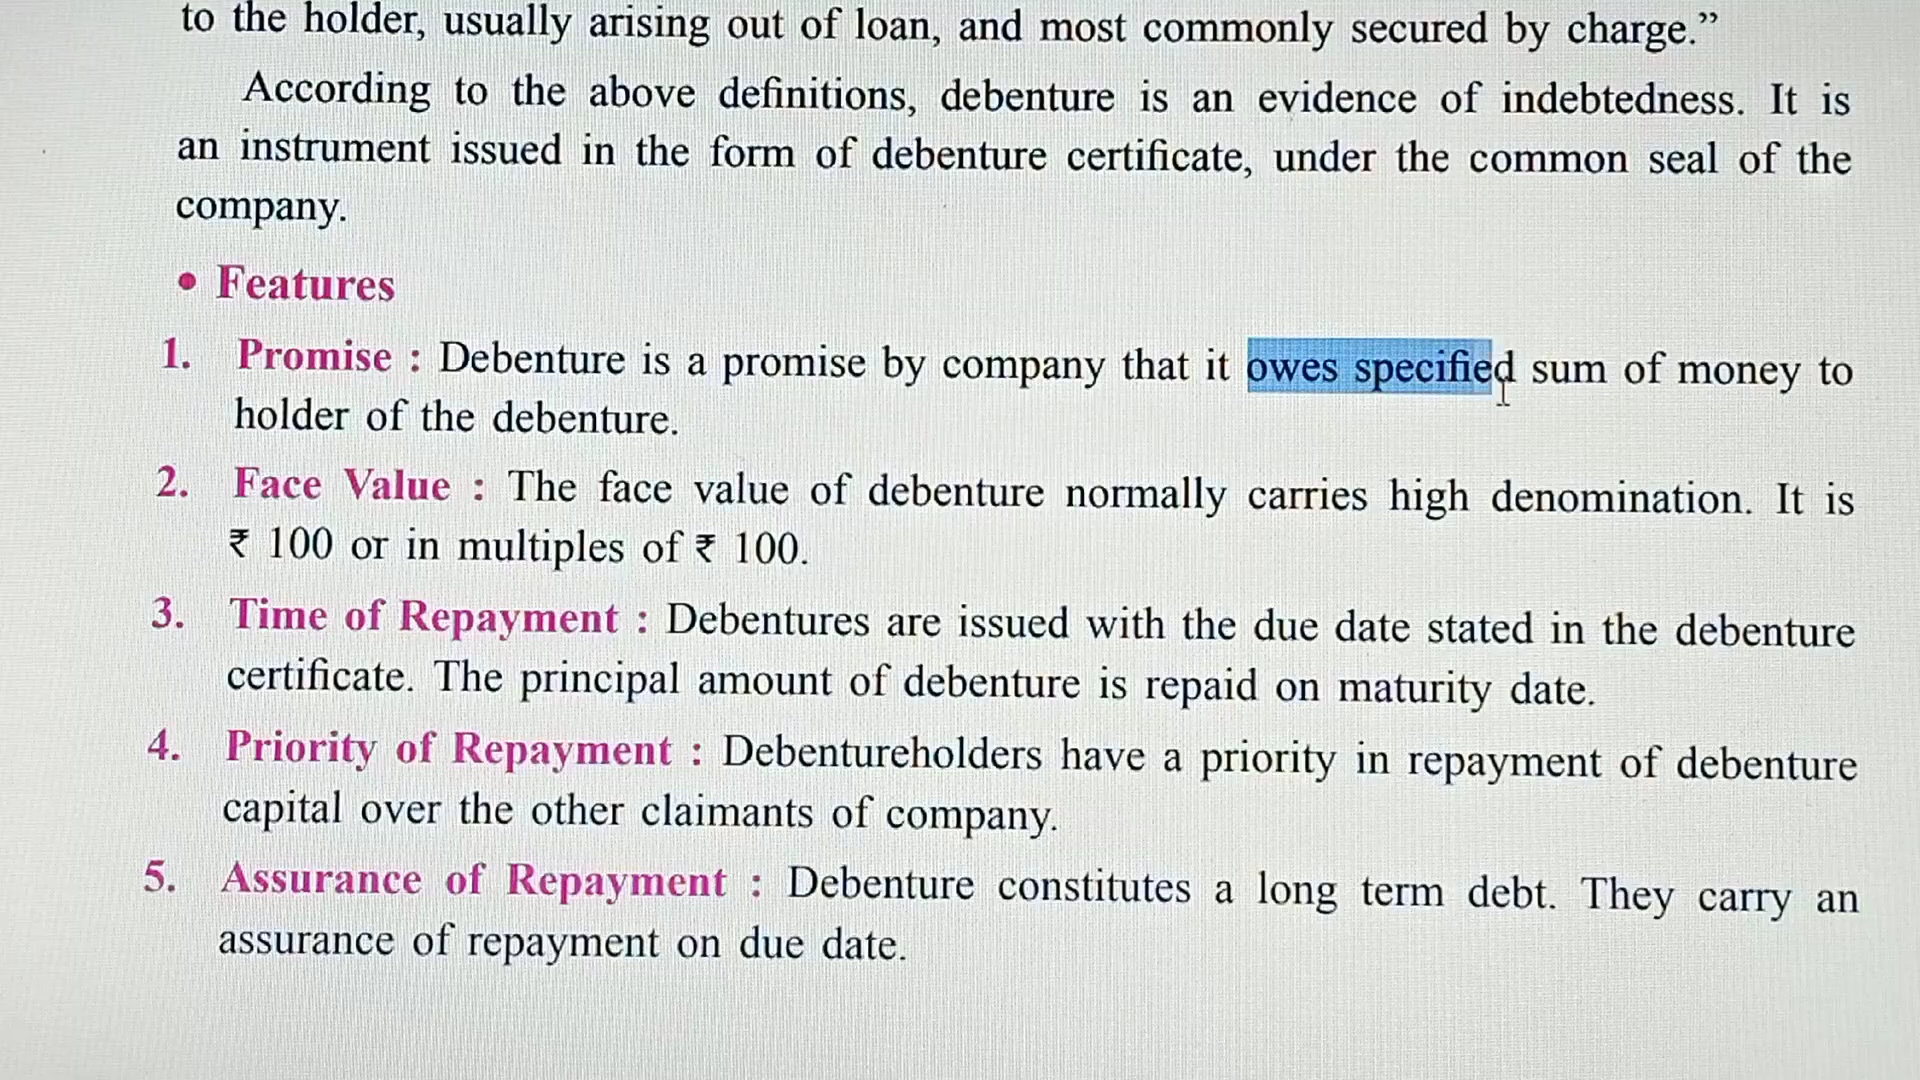 to the holder, usually arising out of loan, and most commonly secured by charge.”
According to the above definitions, debenture is an evidence of indebtedness. It is
an instrument issued in the form of debenture certificate, under the common seal of the
company.
• Features
1. Promise : Debenture is a promise by company that it owes specified sum of money to
holder of the debenture.
2. Face Value : The face value of debenture normally carries high denomination. It is
₹ 100 or in multiples of ₹ 100.
3. Time of Repayment : Debentures are issued with the due date stated in the debenture
certificate. The principal amount of debenture is repaid on maturity date.
4. Priority of Repayment : Debentureholders have a priority in repayment of debenture
capital over the other claimants of company.
5. Assurance of Repayment : Debenture constitutes a long term debt. They carry an
assurance of repayment on due date.